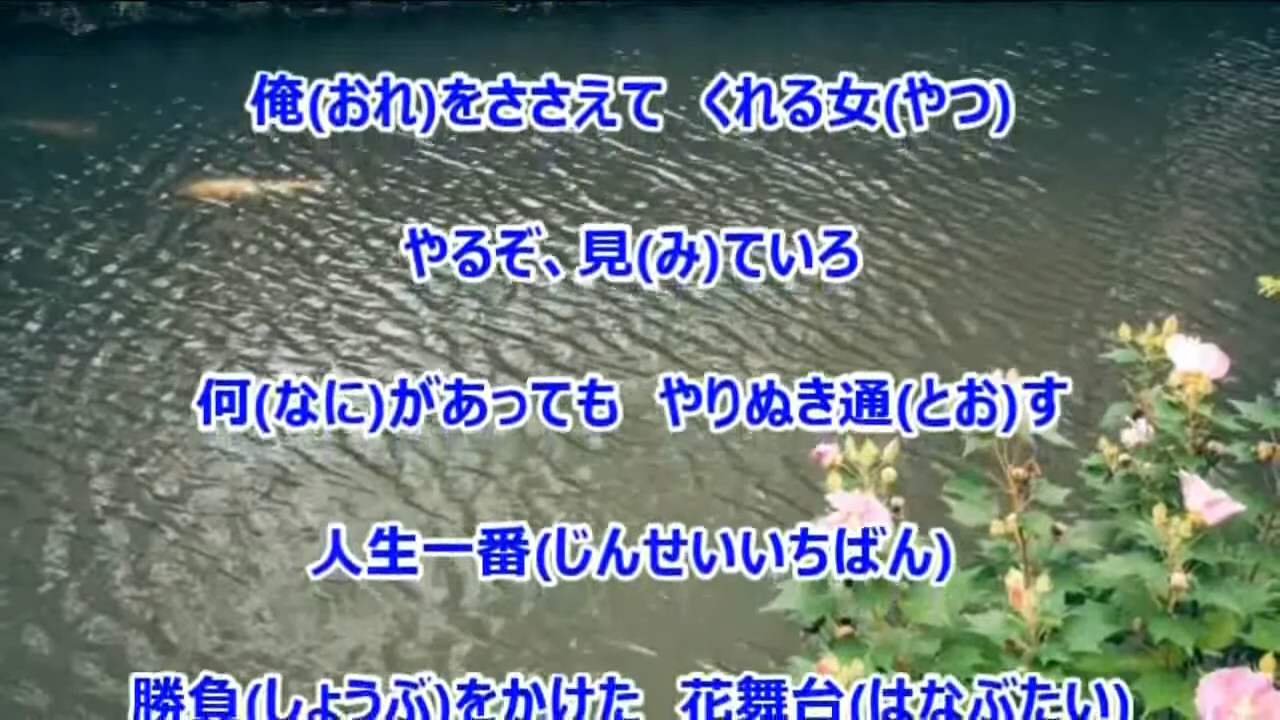 俺(おれ)をささえて　くれる女(やつ)
やるぞ、見(み)ていろ
何(なに)があっても　やりぬき通(とお)す
人生一番(じんせいいちばん)
勝負(しょうぶ)をかけた　花舞台(はなぶたい)